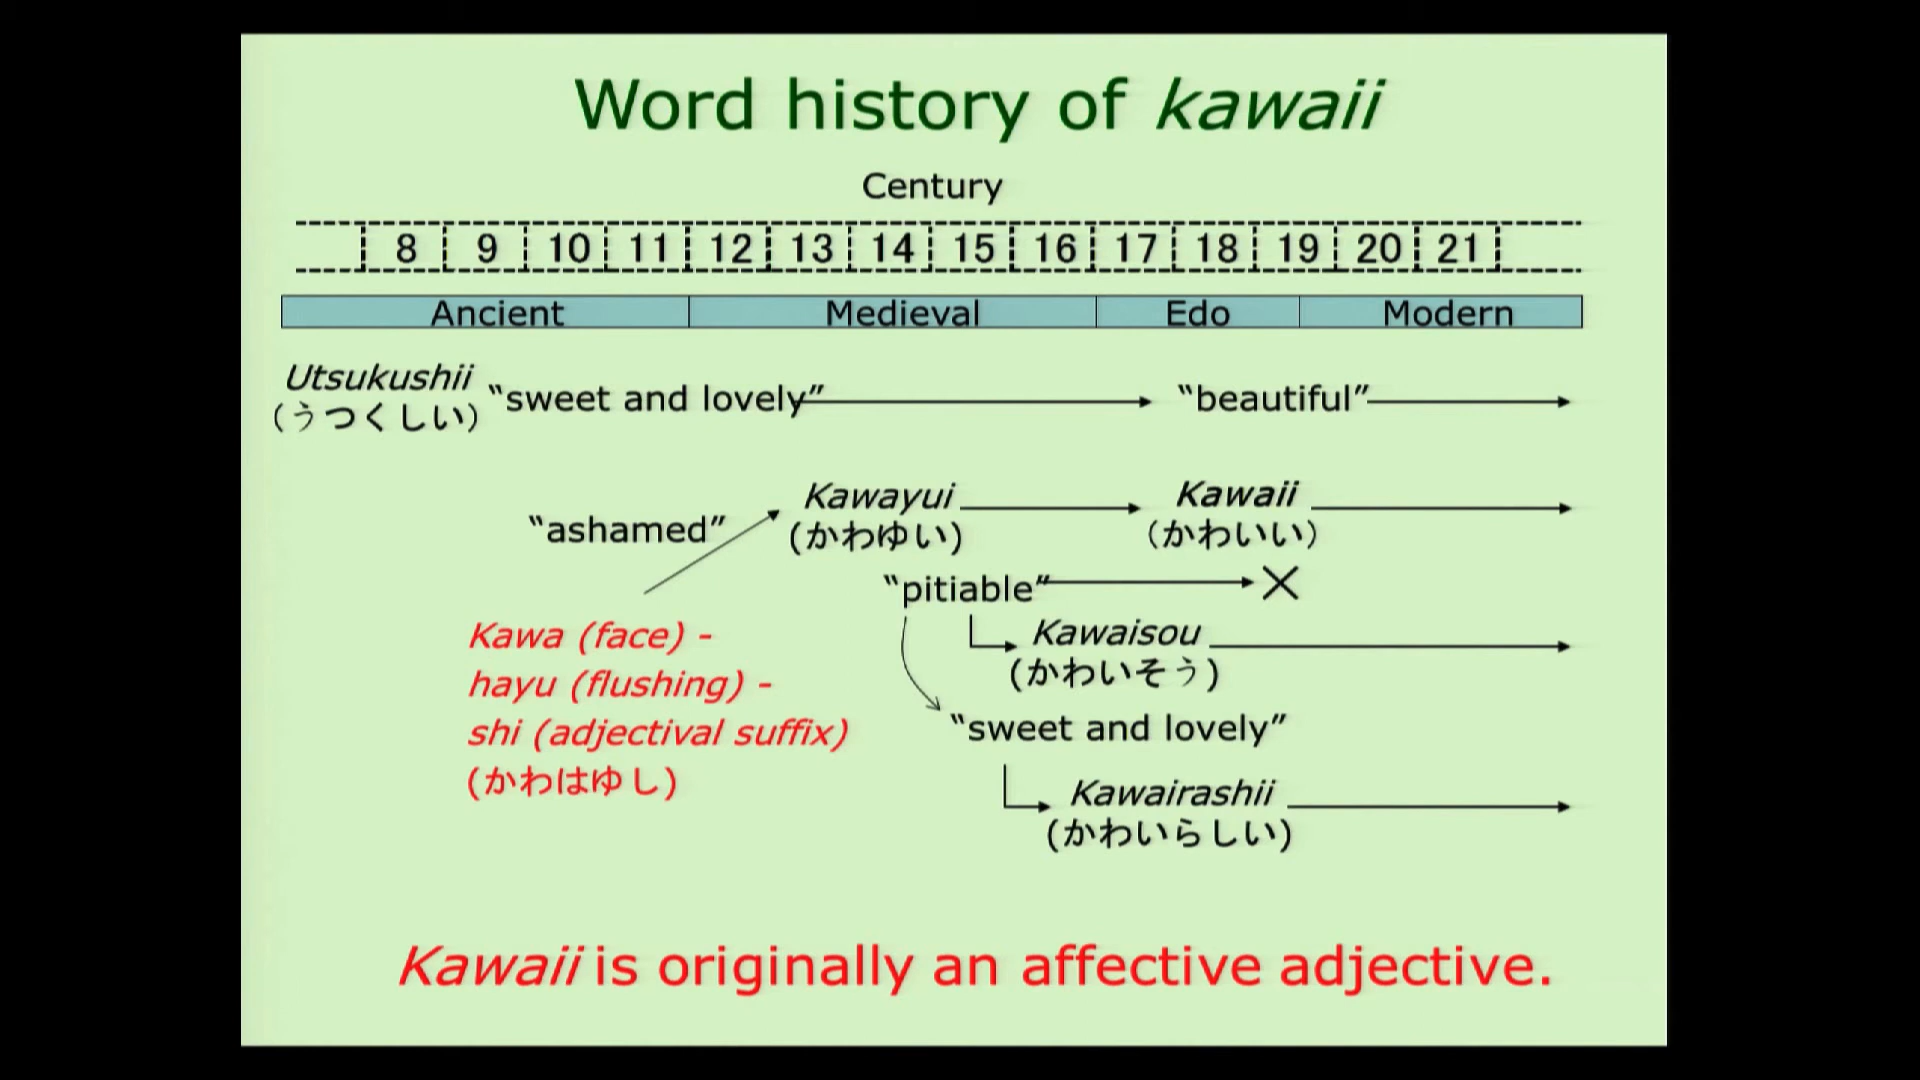 Word history of kawaii
Century
8 9 10 11 12 13 14 15 16 17 18 19 20 21
Ancient Medieval Edo Modern
Utsukushii
(うつくしい)
“sweet and lovely” “beautiful”
Kawayui
(かわゆい)
Kawaii
(かわいい)
“ashamed”
“pitiable”
Kawaisou
(かわいそう)
Kawa (face) -
hayu (flushing) -
shi (adjectival suffix)
(かわはゆし)
“sweet and lovely”
Kawairashii
(かわいらしい)
Kawaii is originally an affective adjective.